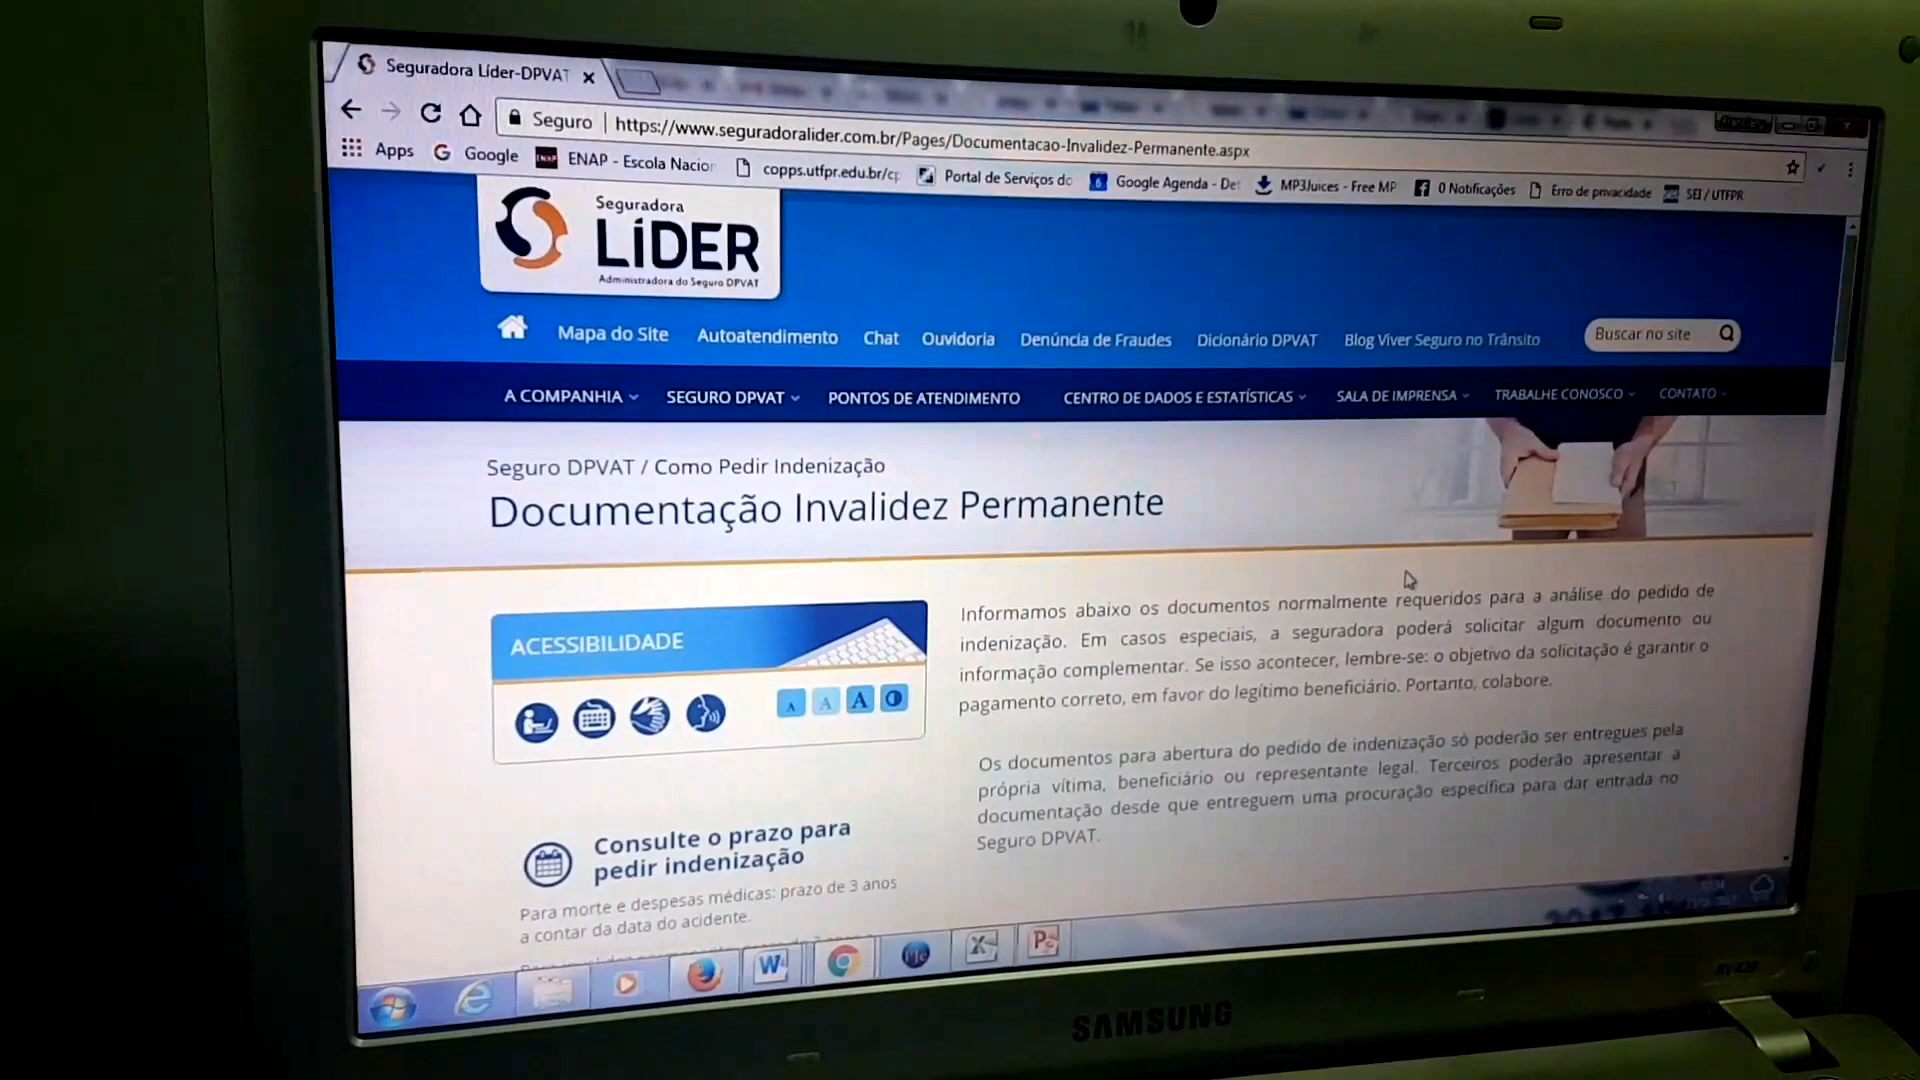 Seguradora Líder-DPVAT
Seguro | https://www.seguradoralider.com.br/Pages/Documentacao-Invalidez-Permanente.aspx
Apps Google ENAP - Escola Nacion copps.utfpr.edu.br/cp Portal de Serviços do Google Agenda - De MP3Juices - Free MP 0 Notificações Erro de privacidade SEI / UTFPR
Seguradora
LÍDER
Administradora do Seguro DPVAT
Mapa do Site Autoatendimento Chat Ouvidoria Denúncia de Fraudes Dicionário DPVAT Blog Viver Seguro no Trânsito Buscar no site
A COMPANHIA SEGURO DPVAT PONTOS DE ATENDIMENTO CENTRO DE DADOS E ESTATÍSTICAS SALA DE IMPRENSA TRABALHE CONOSCO CONTATO
Seguro DPVAT / Como Pedir Indenização
Documentação Invalidez Permanente
ACESSIBILIDADE
A A A
Consulte o prazo para
pedir indenização
Para morte e despesas médicas: prazo de 3 anos
a contar da data do acidente.
Informamos abaixo os documentos normalmente requeridos para a análise do pedido de
indenização. Em casos especiais, a seguradora poderá solicitar algum documento ou
informação complementar. Se isso acontecer, lembre-se: o objetivo da solicitação é garantir o
pagamento correto, em favor do legítimo beneficiário. Portanto, colabore.
Os documentos para abertura do pedido de indenização só poderão ser entregues pela
própria vítima, beneficiário ou representante legal. Terceiros poderão apresentar a
documentação desde que entreguem uma procuração específica para dar entrada no
Seguro DPVAT.
SAMSUNG